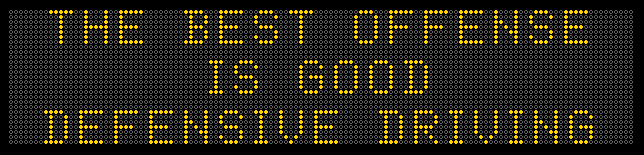 THE BEST OFFENSE
IS GOOD
DEFENSIVE DRIVING